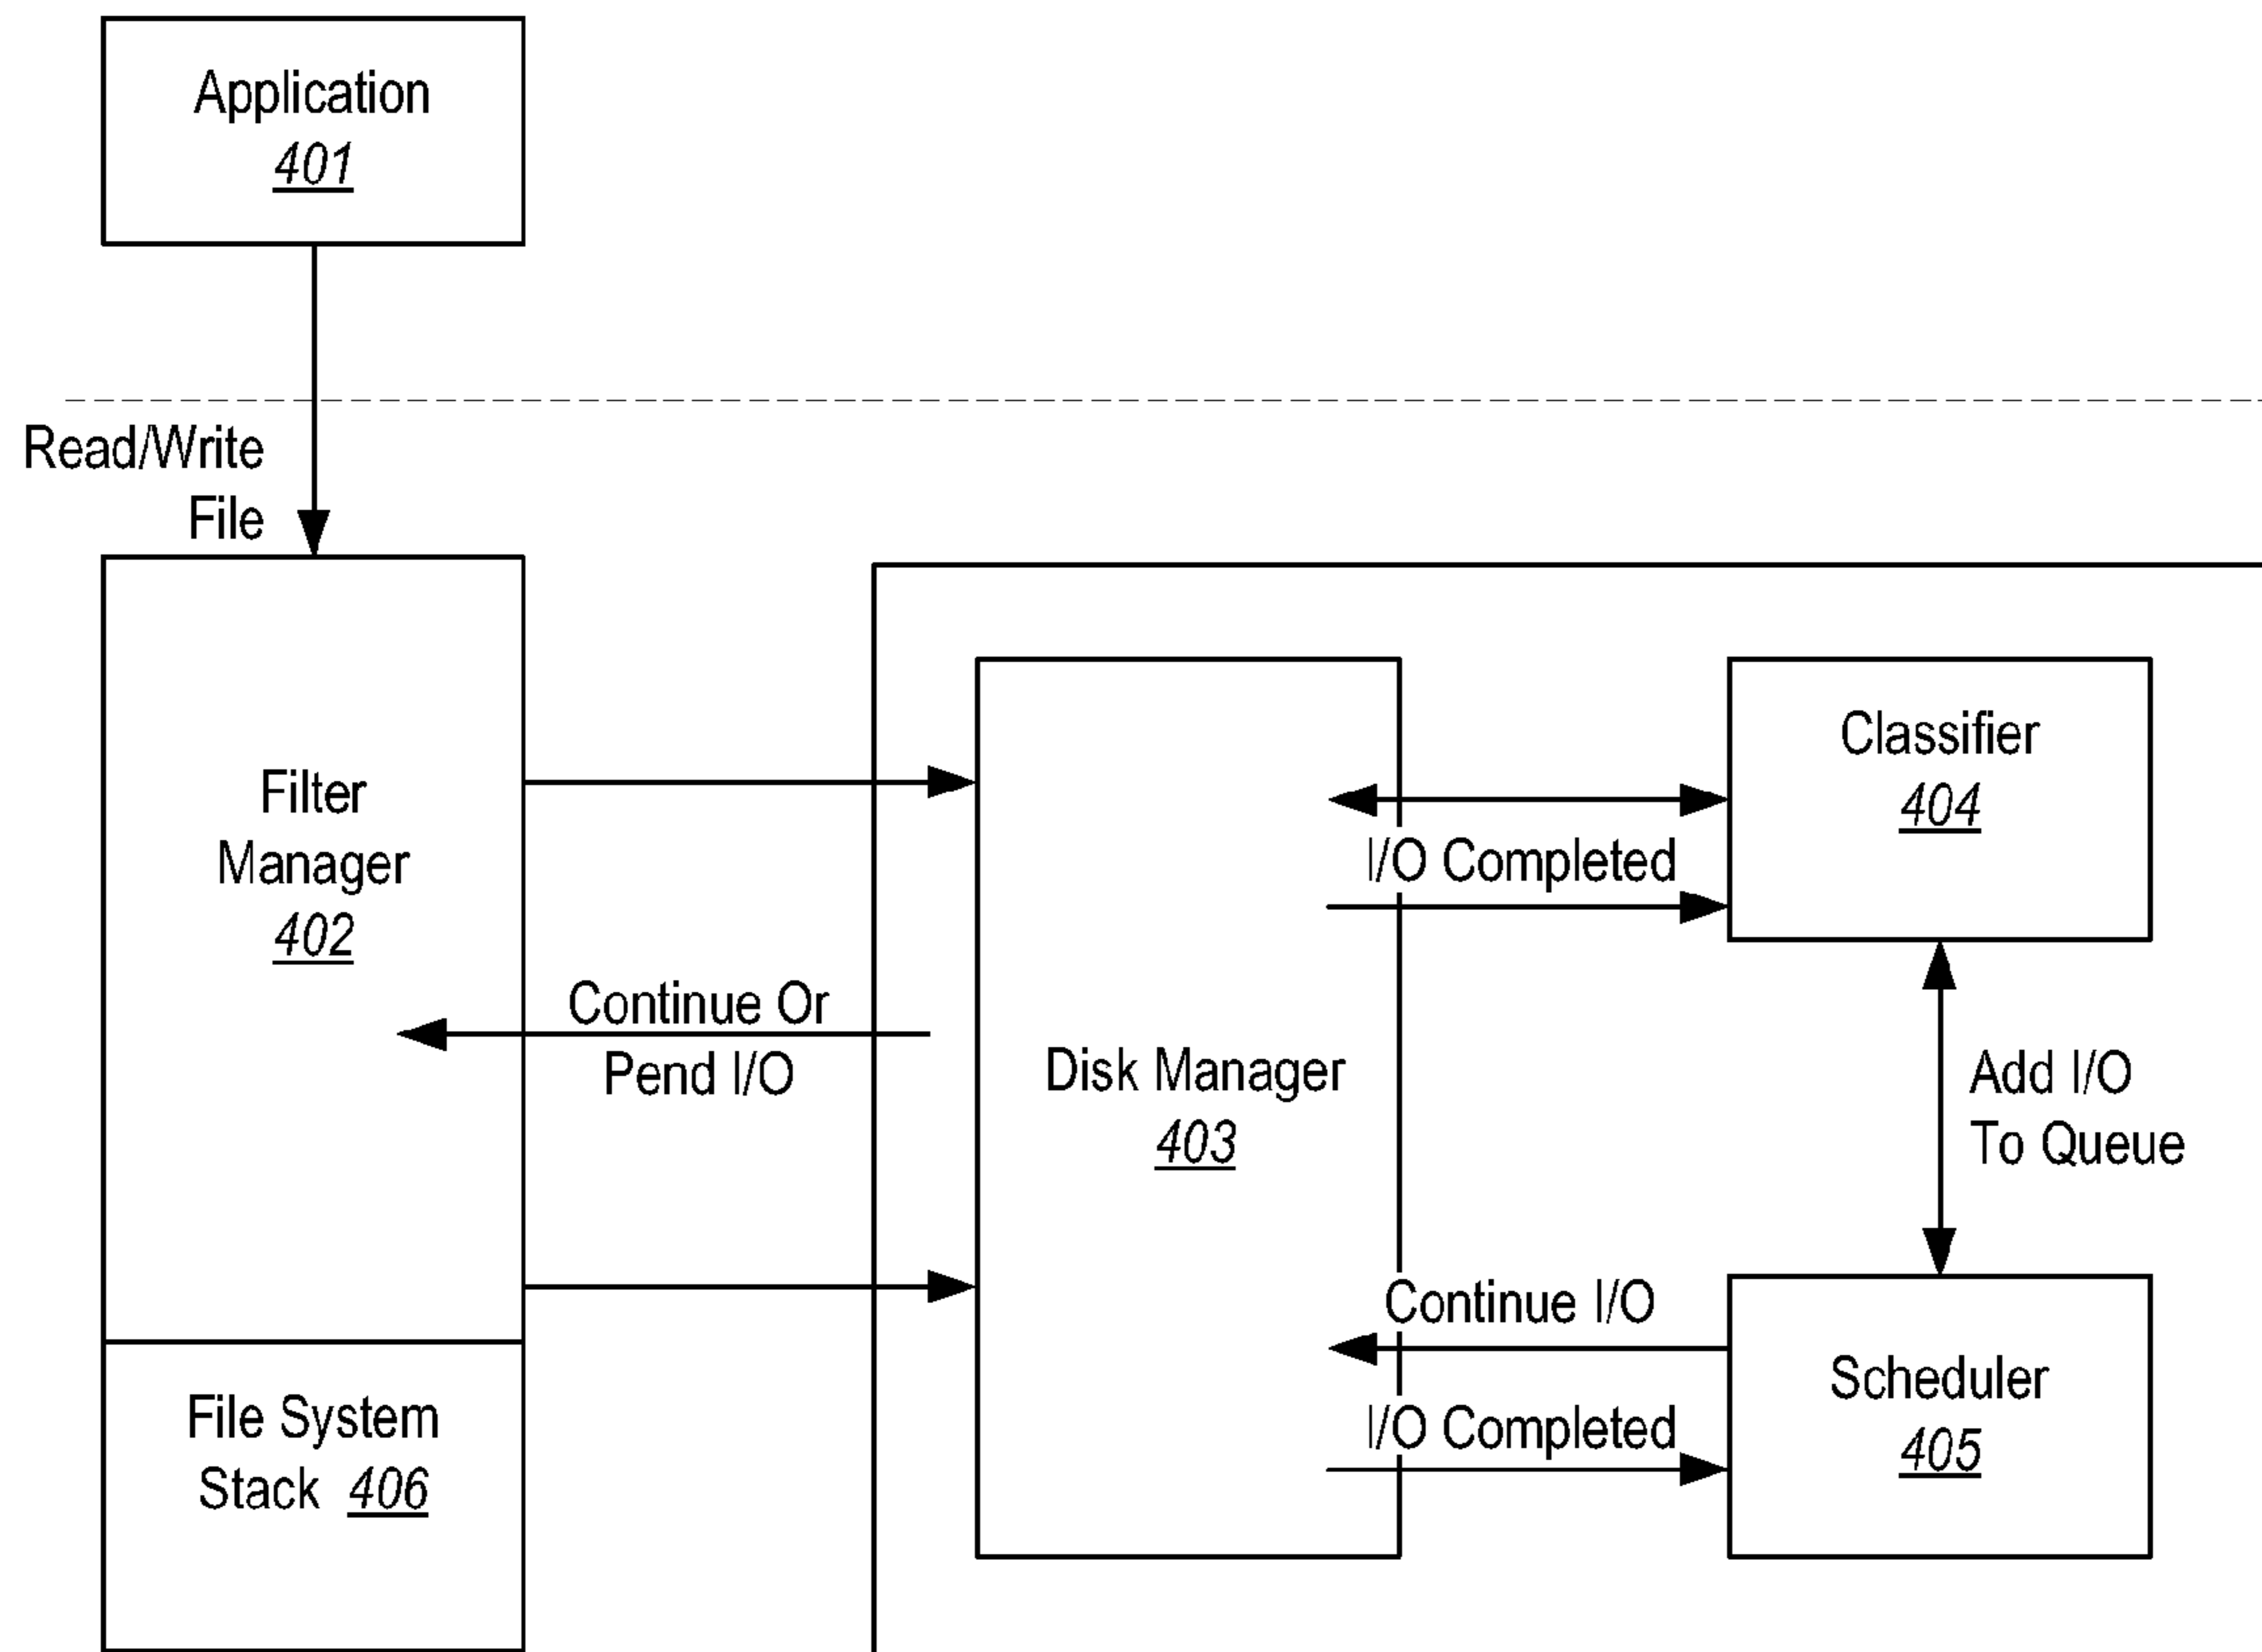 Application
401
Read/Write
File
Filter
Manager
402
Continue Or
Pend I/O
Disk Manager
403
Classifier
404
I/O Completed
Add I/O
To Queue
Continue I/O
I/O Completed
Scheduler
405
File System
Stack 406